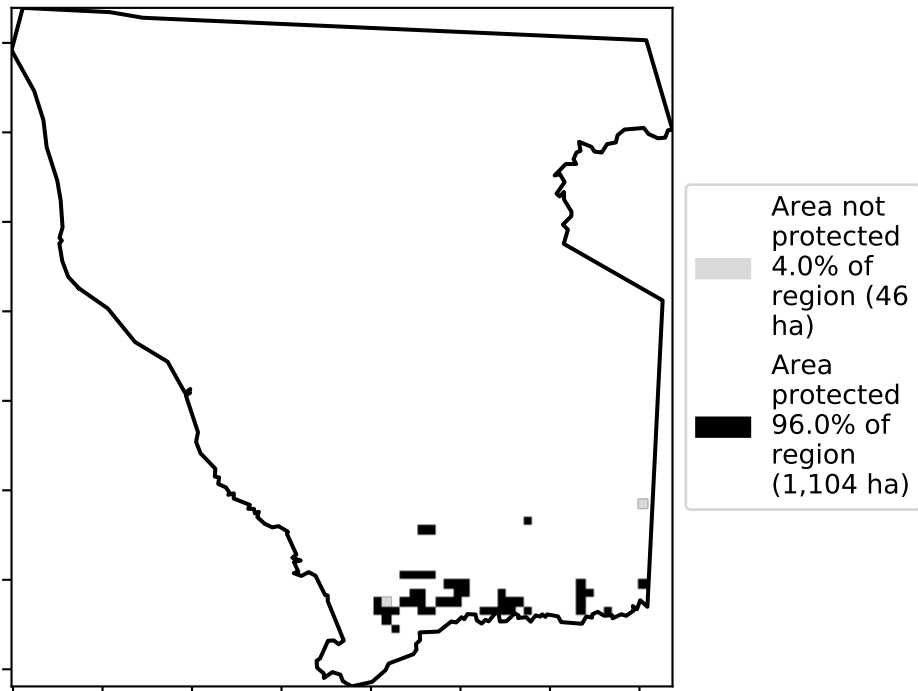 Area not
protected
4.0% of
region (46
ha)
Area
protected
96.0% of
region
(1,104 ha)